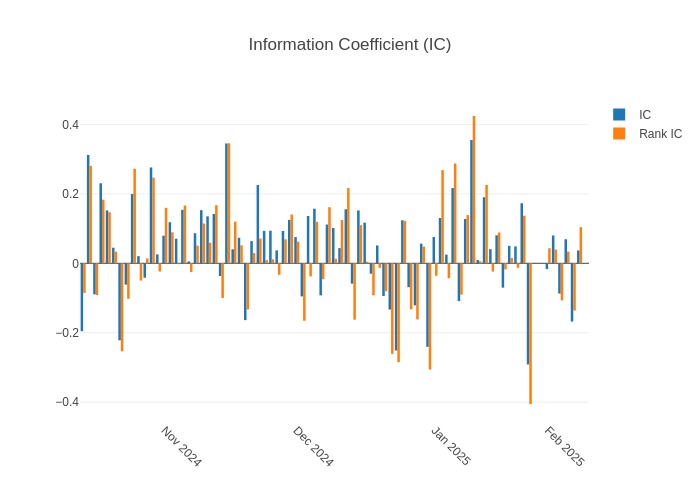 Information Coefficient (IC)
IC
Rank IC
0.4
0.2
0
−0.2
−0.4
Nov 2024
Dec 2024
Jan 2025
Feb 2025